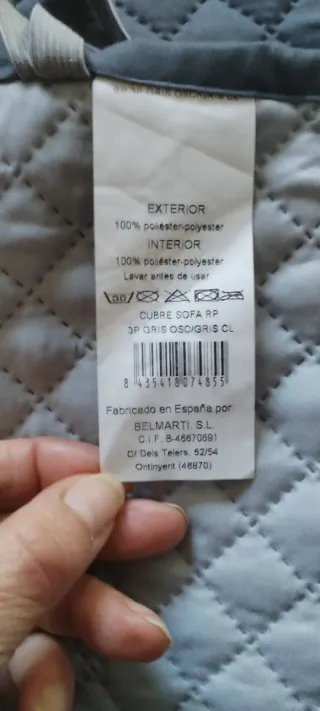 EXTERIOR
100% poliéster-polyester
INTERIOR
100% poliéster-polyester
Lavar antes de usar
CUBRE SOFA RP
3P GRIS OSC/GRIS CL
8 435418 074855
Fabricado en España por:
BELMARTI, S.L.
C.I.F. B-46670691
C/ Dels Telers, 52/54
Ontinyent (46870)